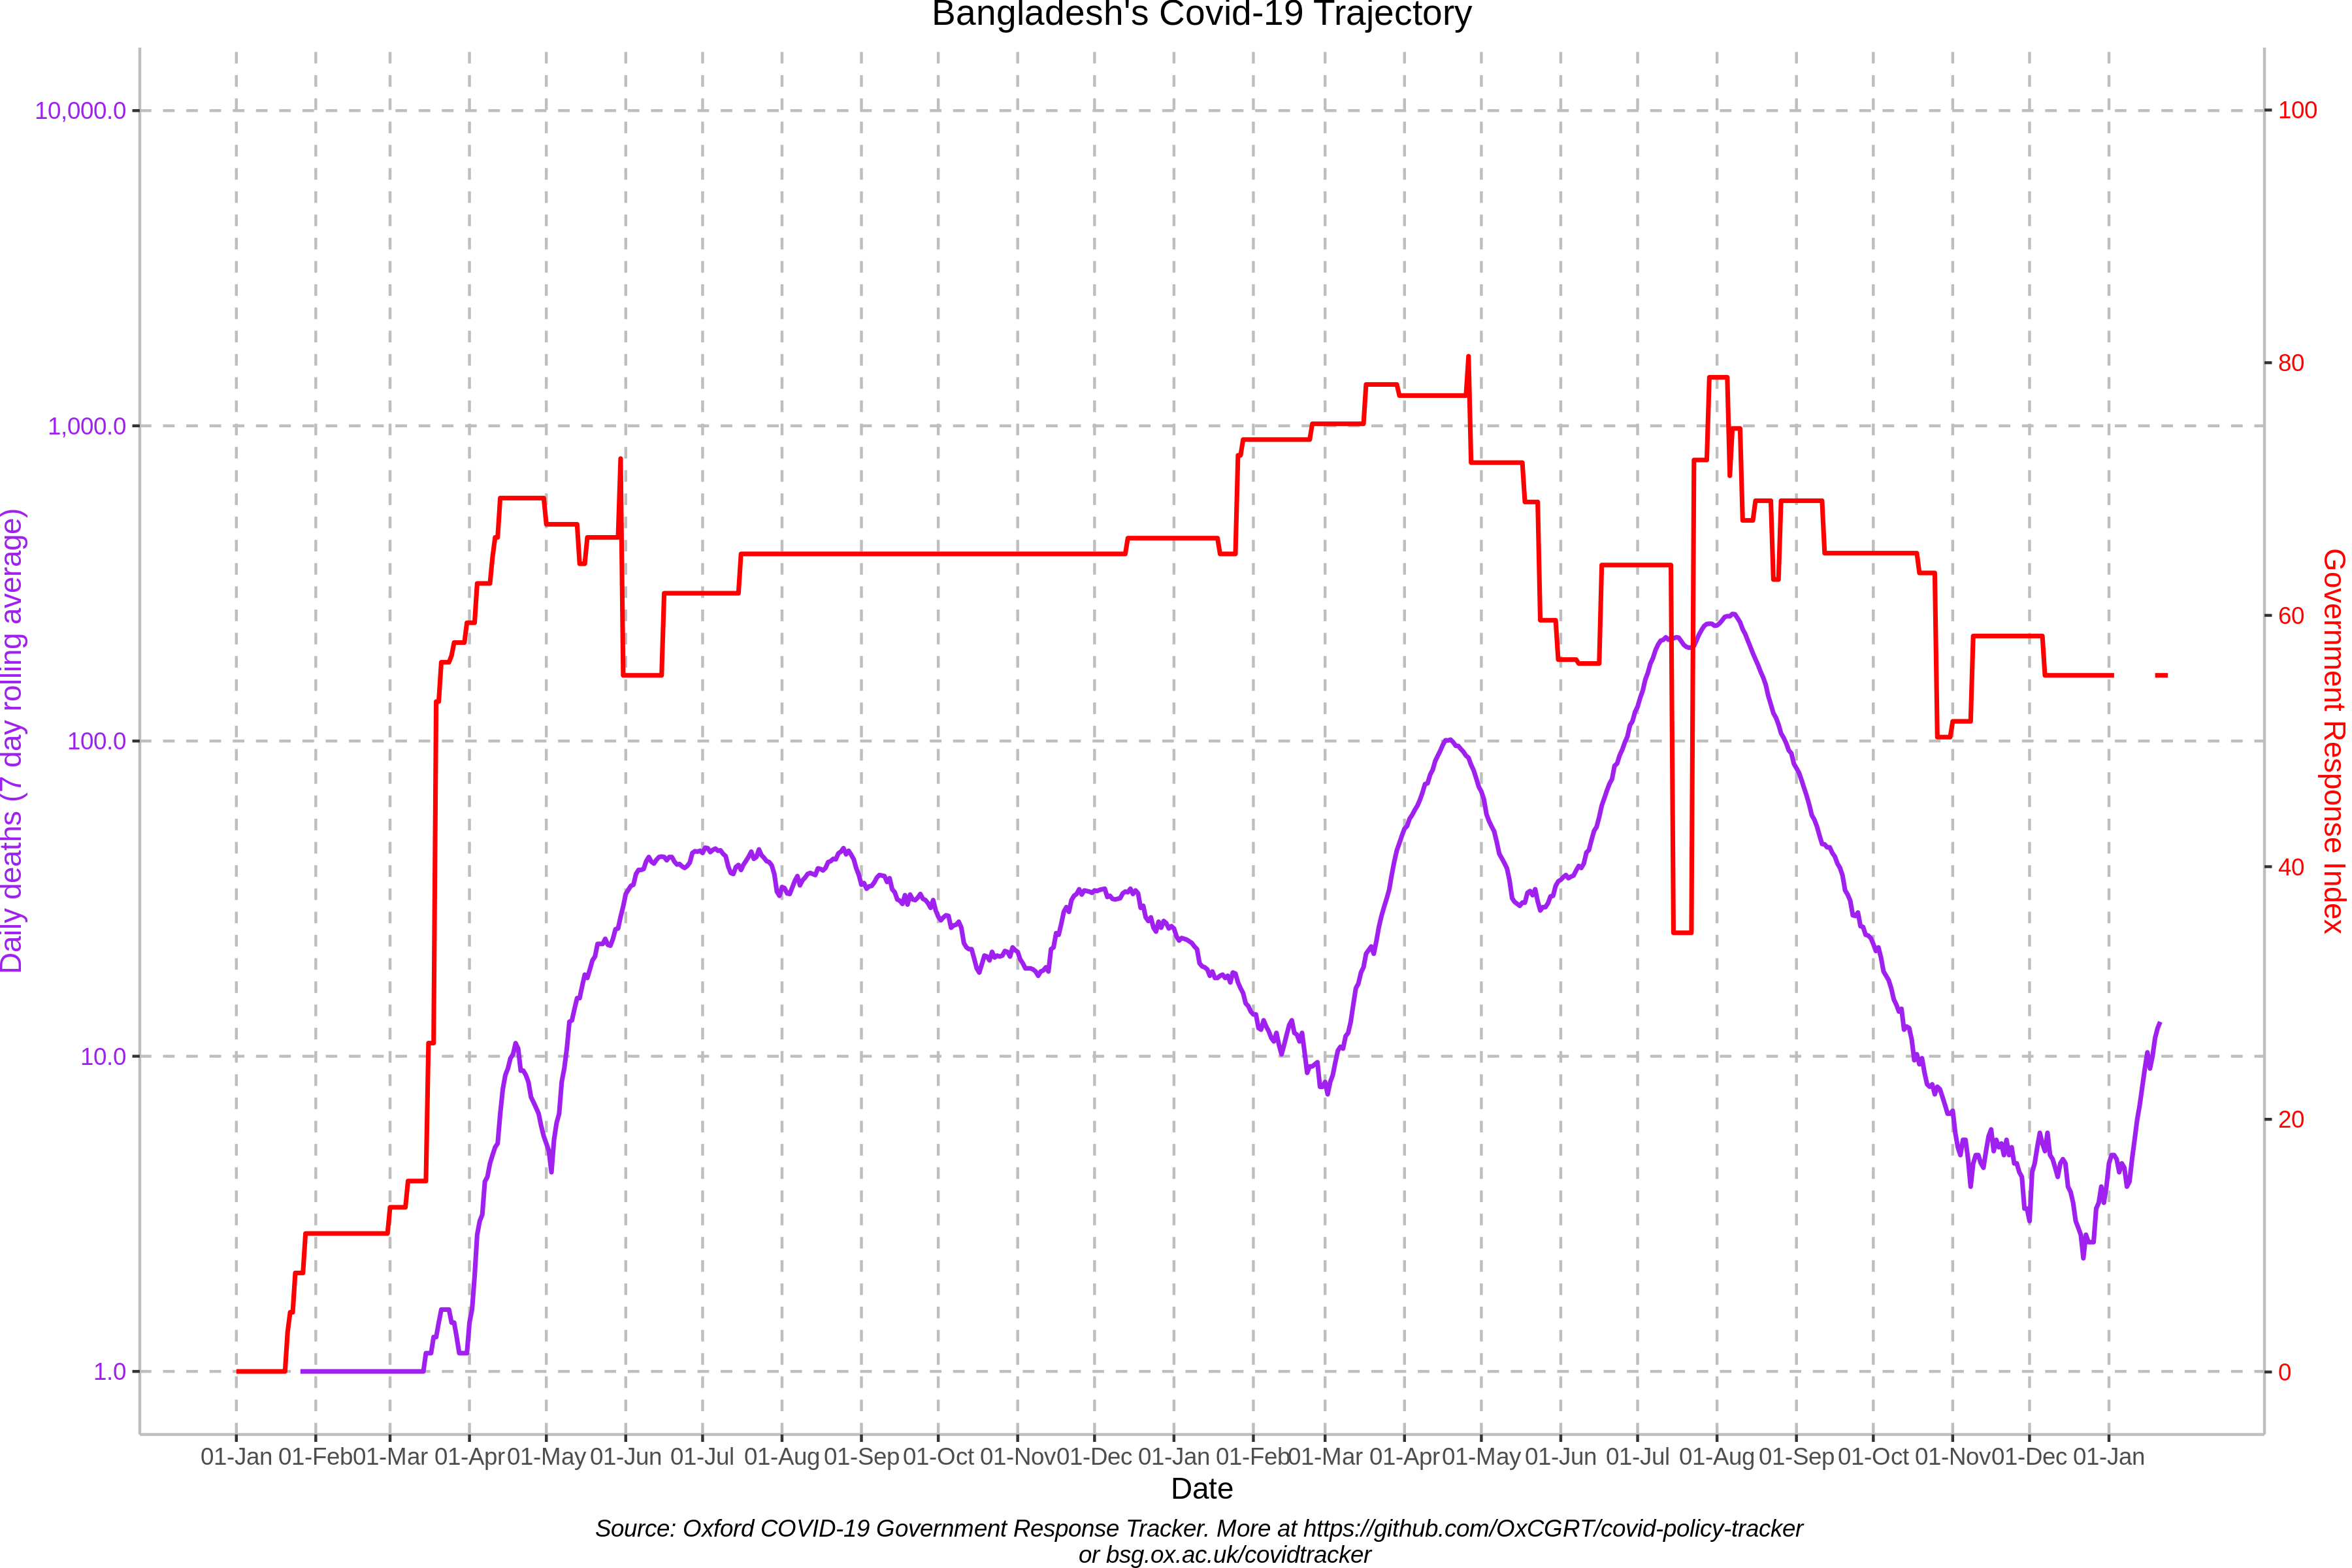 Bangladesh's Covid-19 Trajectory
10,000.0
1,000.0
100.0
10.0
1.0
Daily deaths (7 day rolling average)
100
80
60
40
20
0
Government Response Index
01-Jan 01-Feb 01-Mar 01-Apr 01-May 01-Jun 01-Jul 01-Aug 01-Sep 01-Oct 01-Nov 01-Dec 01-Jan 01-Feb 01-Mar 01-Apr 01-May 01-Jun 01-Jul 01-Aug 01-Sep 01-Oct 01-Nov 01-Dec 01-Jan
Date
Source: Oxford COVID-19 Government Response Tracker. More at https://github.com/OxCGRT/covid-policy-tracker
or bsg.ox.ac.uk/covidtracker